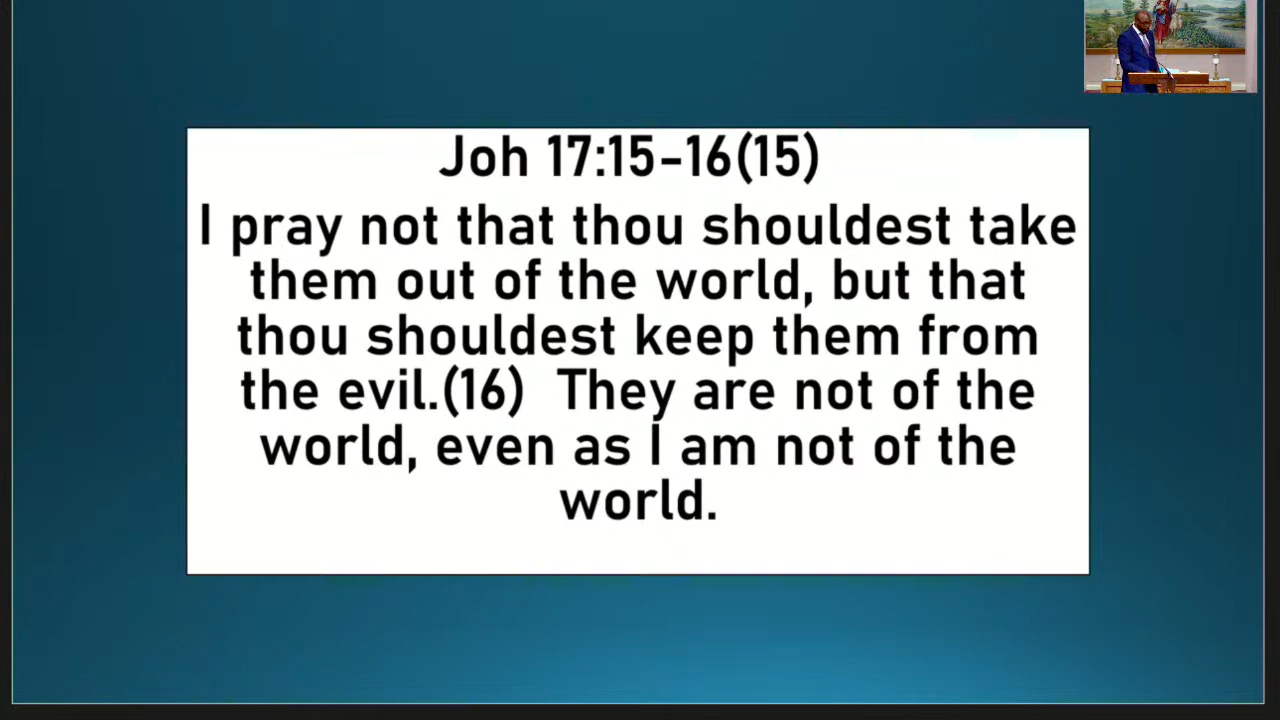 Joh 17:15-16(15)
I pray not that thou shouldest take
them out of the world, but that
thou shouldest keep them from
the evil.(16)  They are not of the
world, even as I am not of the
world.